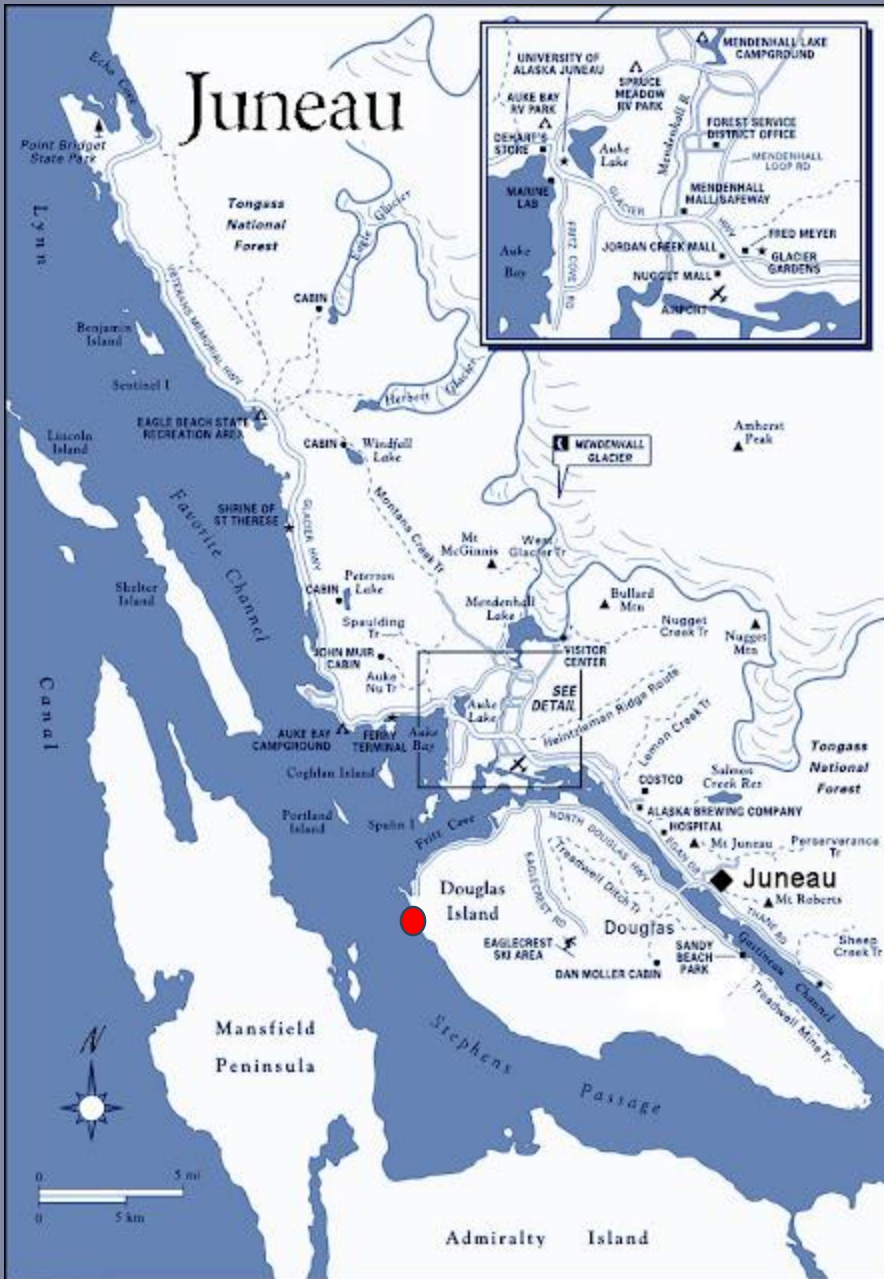 Juneau
Echo Cove
Point Bridget
State Park
Lynn
Canal
Tongass
National
Forest
Eagle Glacier
VETERANS MEMORIAL HWY
CABIN
Benjamin
Island
Sentinel I
Herbert Glacier
EAGLE BEACH STATE
RECREATION AREA
Lincoln
Island
CABIN
Windfall
Lake
MENDENHALL
GLACIER
Amherst
Peak
Favorite Channel
SHRINE OF
ST THERESE
GLACIER HWY
Montana Creek Tr
Mt
McGinnis
West
Glacier Tr
Shelter
Island
CABIN
Peterson
Lake
Mendenhall
Lake
Bullard
Mtn
Nugget
Creek Tr
Nugget
Mtn
Spaulding
Tr
JOHN MUIR
CABIN
Auke
Nu Tr
VISITOR
CENTER
SEE
DETAIL
Auke
Lake
Heintzleman Ridge Route
Lemon Creek Tr
AUKE BAY
CAMPGROUND
FERRY
TERMINAL
Auke
Bay
Tongass
National
Forest
Coghlan Island
COSTCO
Salmon
Creek Res
Portland
Island
Spuhn I
ALASKA BREWING COMPANY
HOSPITAL
Fritz Cove
NORTH DOUGLAS HWY
EGAN DR
Mt Juneau
Perserverance
Tr
EAGLECREST RD
Treadwell Ditch Tr
Juneau
Mt Roberts
Douglas
Island
Douglas
THANE RD
EAGLECREST
SKI AREA
SANDY
BEACH
PARK
Gastineau Channel
Sheep
Creek Tr
DAN MOLLER CABIN
Treadwell Mine Tr
Mansfield
Peninsula
Stephens Passage
N
0 5 mi
0 5 km
Admiralty Island
MENDENHALL LAKE
CAMPGROUND
UNIVERSITY OF
ALASKA JUNEAU
SPRUCE
MEADOW
RV PARK
AUKE BAY
RV PARK
Mendenhall R
FOREST SERVICE
DISTRICT OFFICE
DEHART'S
STORE
Auke
Lake
MENDENHALL
LOOP RD
MARINE
LAB
GLACIER HWY
MENDENHALL
MALL/SAFEWAY
FRITZ COVE RD
FRED MEYER
Auke
Bay
JORDAN CREEK MALL
GLACIER
GARDENS
NUGGET MALL
AIRPORT